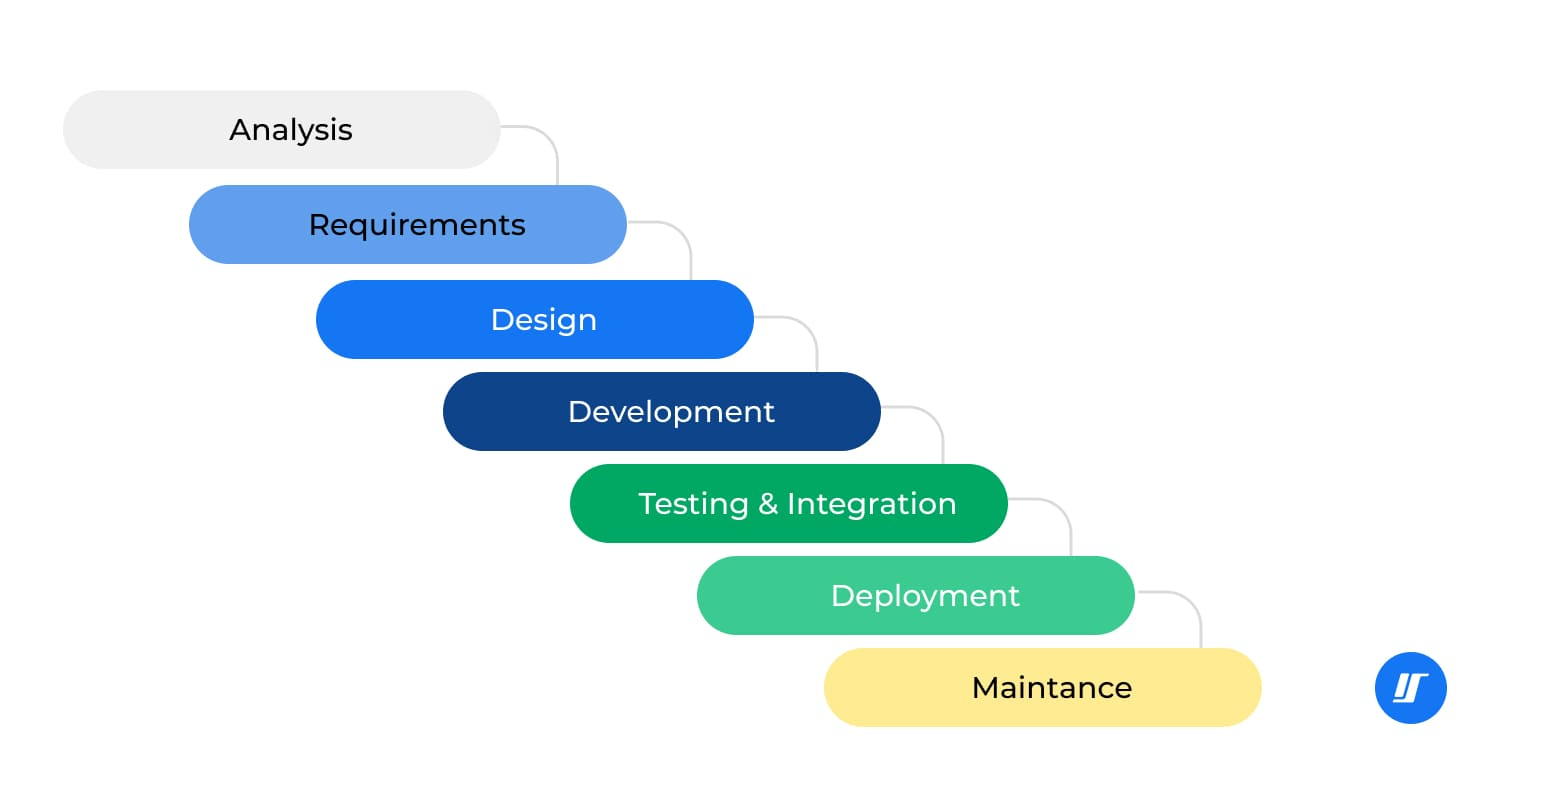 Analysis
Requirements
Design
Development
Testing & Integration
Deployment
Maintance